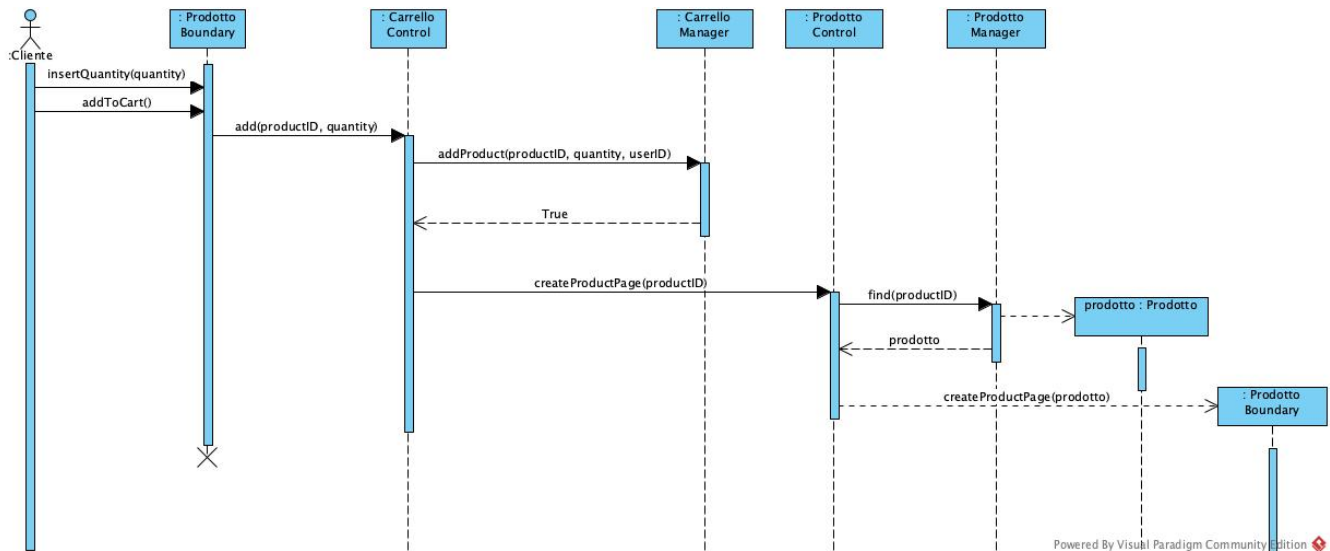 : Prodotto
Boundary
: Carrello
Control
: Carrello
Manager
: Prodotto
Control
: Prodotto
Manager
:Cliente
insertQuantity(quantity)
addToCart()
add(productID, quantity)
addProduct(productID, quantity, userID)
True
createProductPage(productID)
find(productID)
prodotto : Prodotto
prodotto
createProductPage(prodotto)
: Prodotto
Boundary
Powered By Visual Paradigm Community Edition